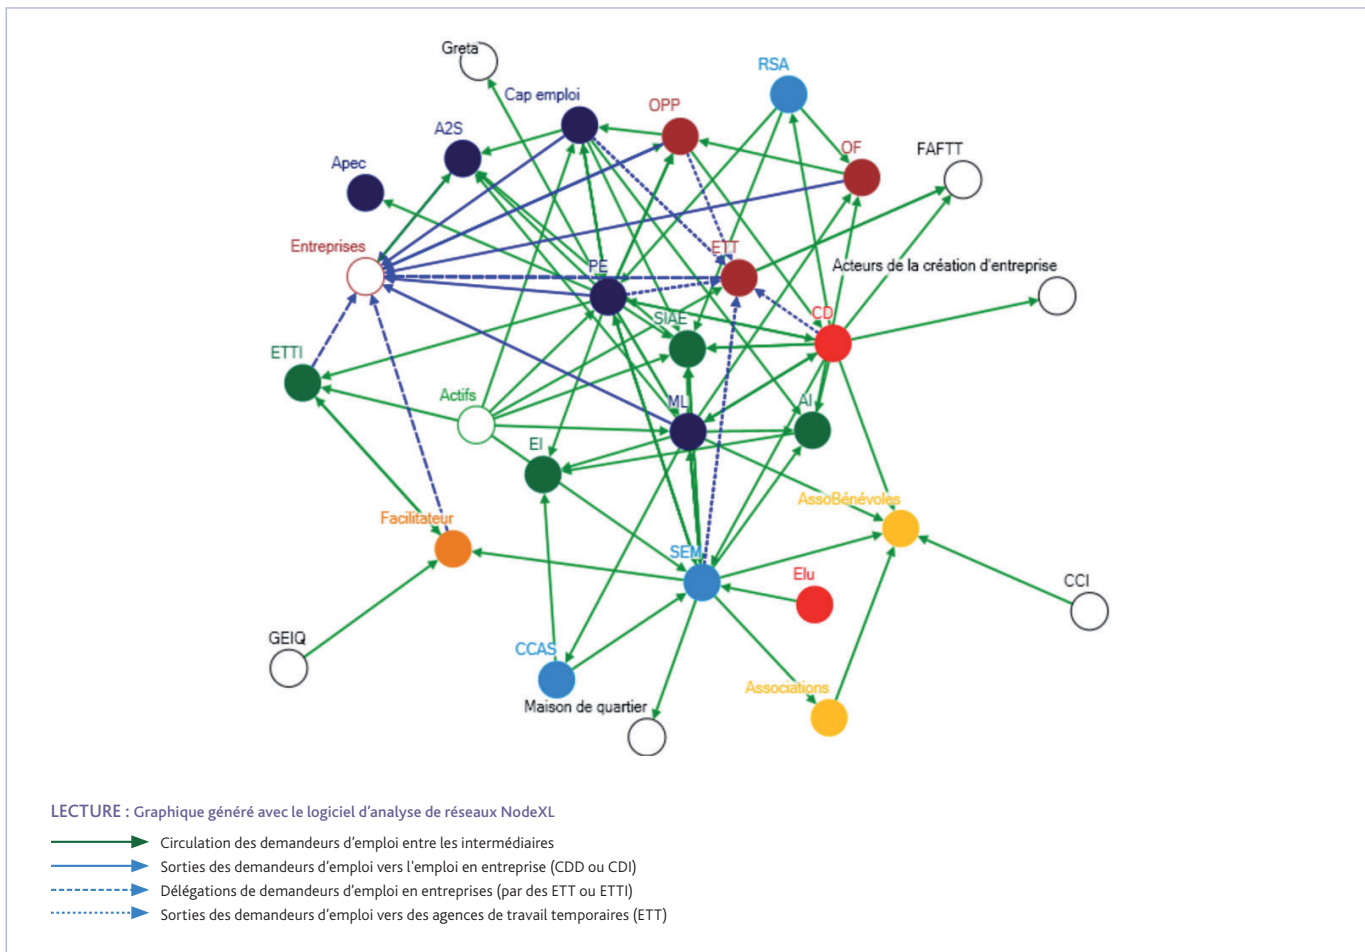 Greta
RSA
Cap emploi
OPP
A2S
OF
FAFTT
Apec
Entreprises
ETT
PE
Acteurs de la création d'entreprise
SIAE
CD
ETTI
Actifs
ML
AI
EI
AssoBénévoles
Facilitateur
SEM
Elu
CCI
GEIQ
CCAS
Associations
Maison de quartier
LECTURE : Graphique généré avec le logiciel d'analyse de réseaux NodeXL
Circulation des demandeurs d'emploi entre les intermédiaires
Sorties des demandeurs d'emploi vers l'emploi en entreprise (CDD ou CDI)
Délégations de demandeurs d'emploi en entreprises (par des ETT ou ETTI)
Sorties des demandeurs d'emploi vers des agences de travail temporaires (ETT)